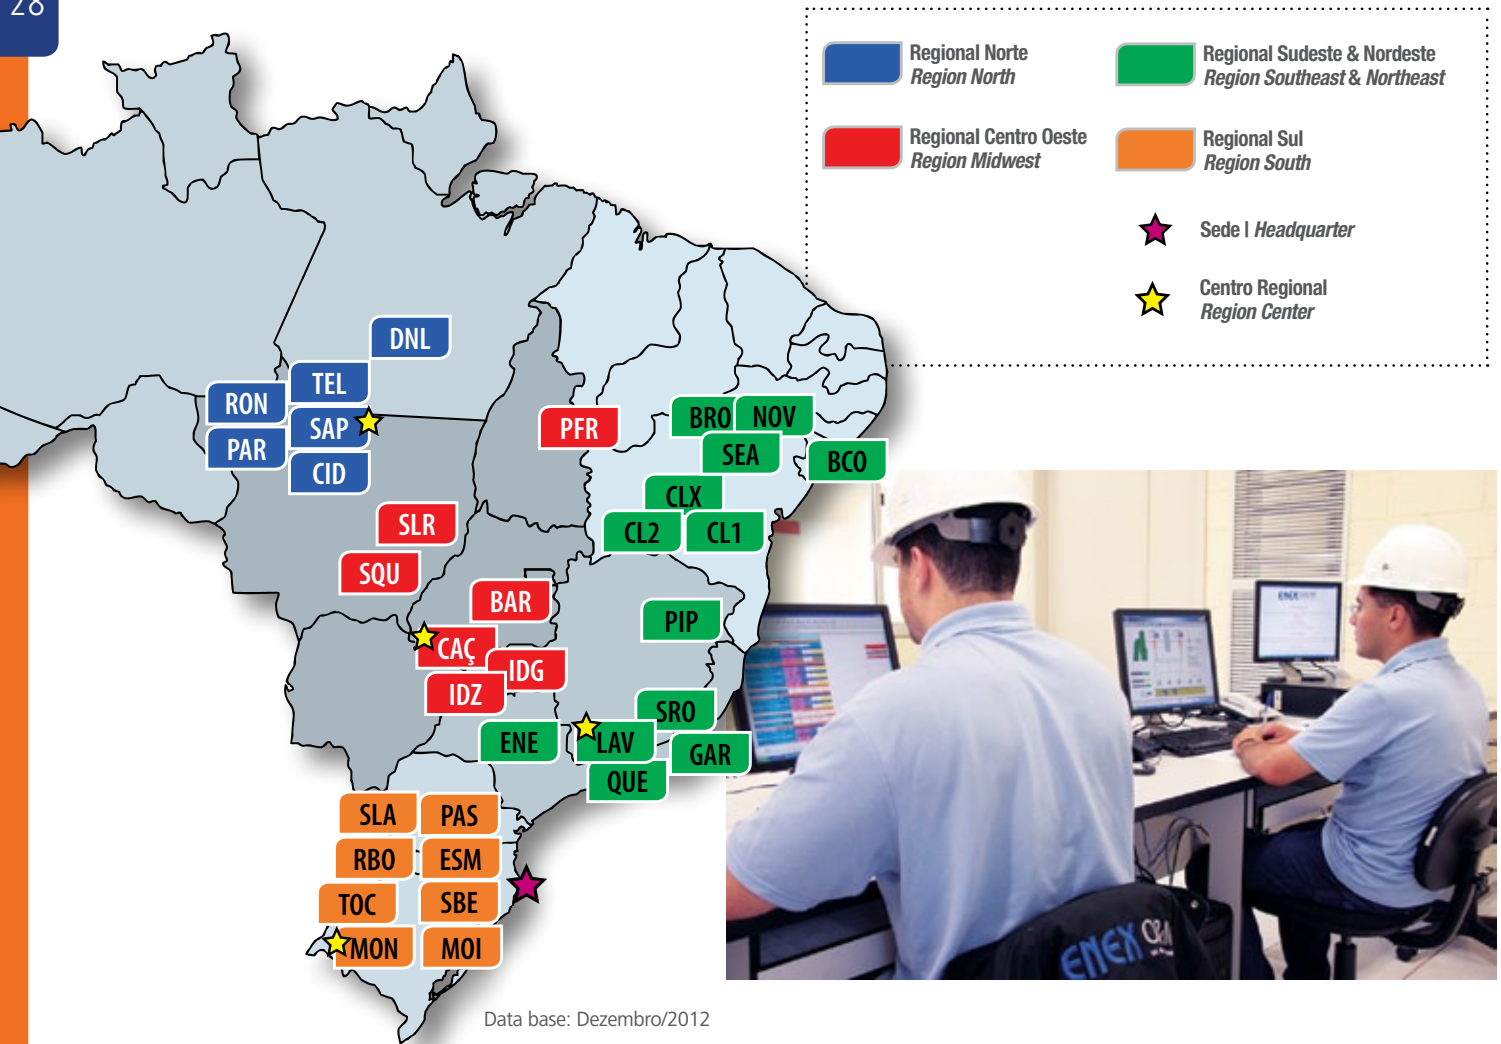 28
Regional Norte
Region North
Regional Sudeste & Nordeste
Region Southeast & Northeast
Regional Centro Oeste
Region Midwest
Regional Sul
Region South
Sede | Headquarter
Centro Regional
Region Center
DNL
TEL
RON
SAP
PAR
CID
PFR
BRO
NOV
SEA
BCO
CLX
CL2
CL1
SLR
SQU
BAR
PIP
CAÇ
IDG
IDZ
SRO
ENE
LAV
GAR
QUE
SLA
PAS
RBO
ESM
TOC
SBE
MON
MOI
ENEX
ENEX O&M
Data base: Dezembro/2012